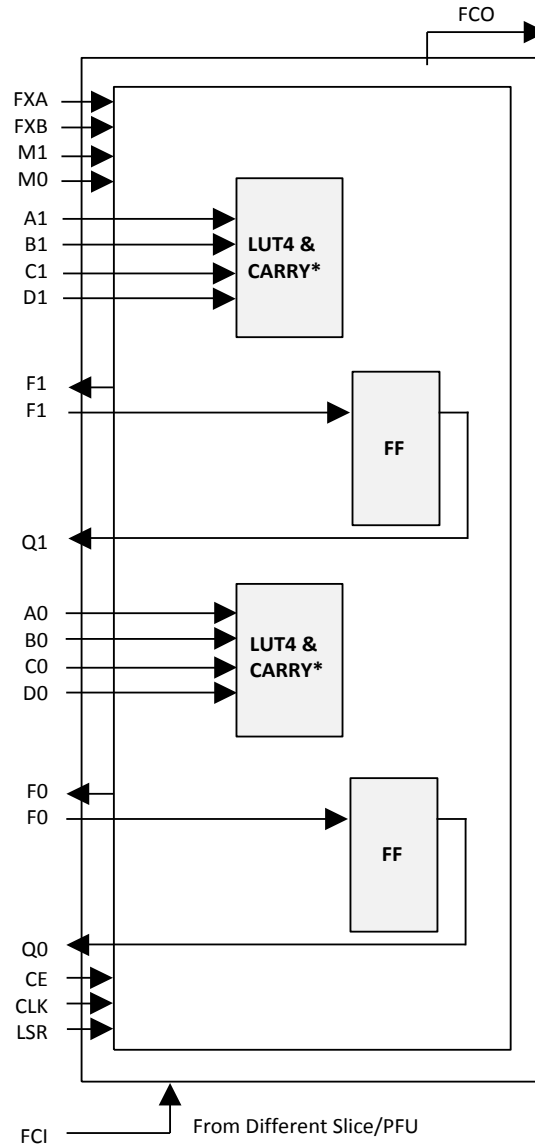 FCO
FXA
FXB
M1
M0
A1
B1
C1
D1
LUT4 &
CARRY*
F1
F1
FF
Q1
A0
B0
C0
D0
LUT4 &
CARRY*
F0
F0
FF
Q0
CE
CLK
LSR
FCI
From Different Slice/PFU